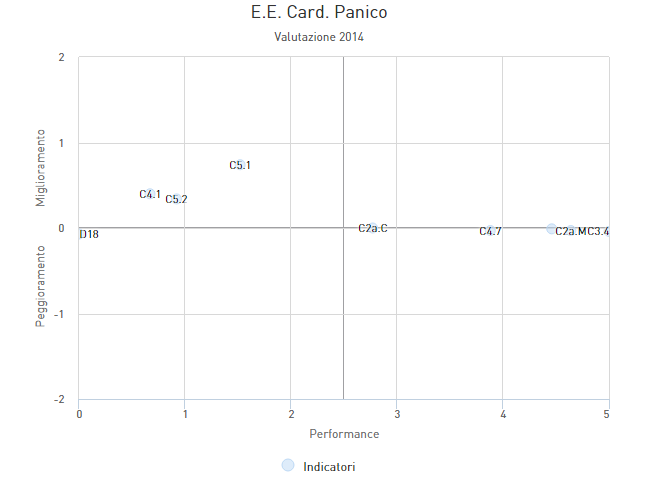 E.E. Card. Panico
Valutazione 2014
2
1
0
-1
-2
Miglioramento
Peggioramento
C5.1
C4.1
C5.2
D18
C2a.C
C4.7
C2a.M
C3.4
0
1
2
3
4
5
Performance
Indicatori